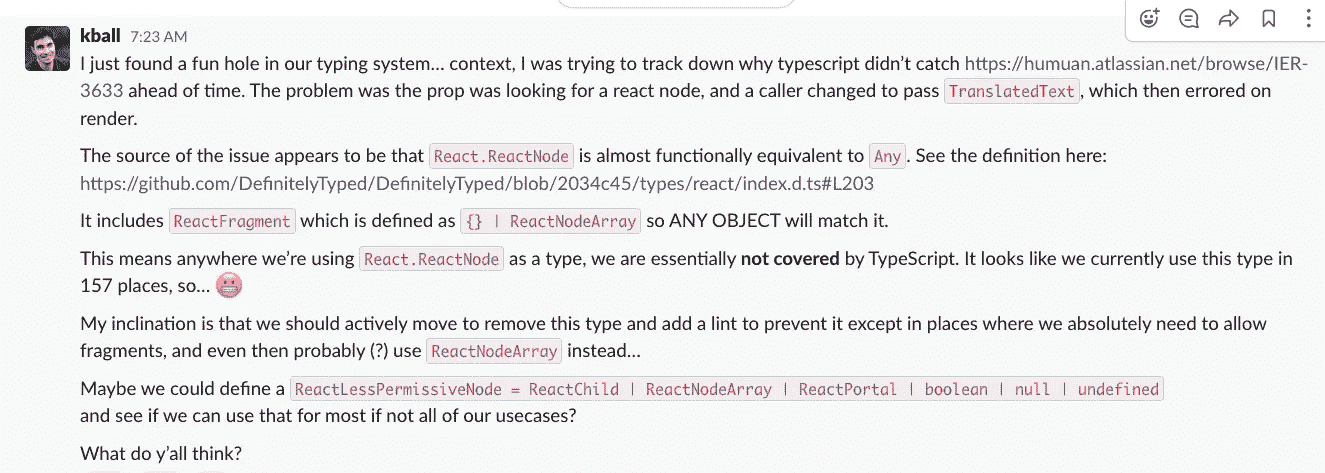 kball 7:23 AM
I just found a fun hole in our typing system… context, I was trying to track down why typescript didn't catch https://humuan.atlassian.net/browse/IER-
3633 ahead of time. The problem was the prop was looking for a react node, and a caller changed to pass TranslatedText, which then errored on
render.
The source of the issue appears to be that React.ReactNode is almost functionally equivalent to Any. See the definition here:
https://github.com/DefinitelyTyped/DefinitelyTyped/blob/2034c45/types/react/index.d.ts#L203
It includes ReactFragment which is defined as {} | ReactNodeArray so ANY OBJECT will match it.
This means anywhere we're using React.ReactNode as a type, we are essentially not covered by TypeScript. It looks like we currently use this type in
157 places, so…
My inclination is that we should actively move to remove this type and add a lint to prevent it except in places where we absolutely need to allow
fragments, and even then probably (?) use ReactNodeArray instead…
Maybe we could define a ReactLessPermissiveNode = ReactChild | ReactNodeArray | ReactPortal | boolean | null | undefined
and see if we can use that for most if not all of our usecases?
What do y'all think?